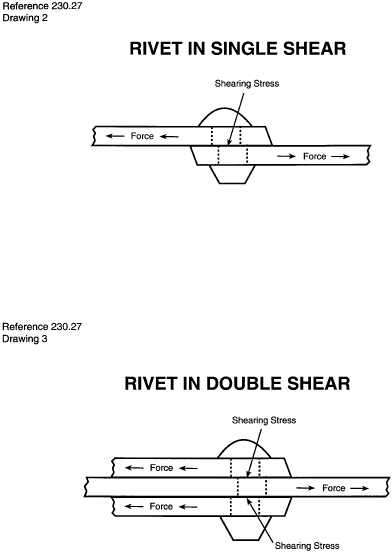 Reference 230.27
Drawing 2
RIVET IN SINGLE SHEAR
Shearing Stress
Force
Force
Reference 230.27
Drawing 3
RIVET IN DOUBLE SHEAR
Shearing Stress
Force
Force
Force
Shearing Stress